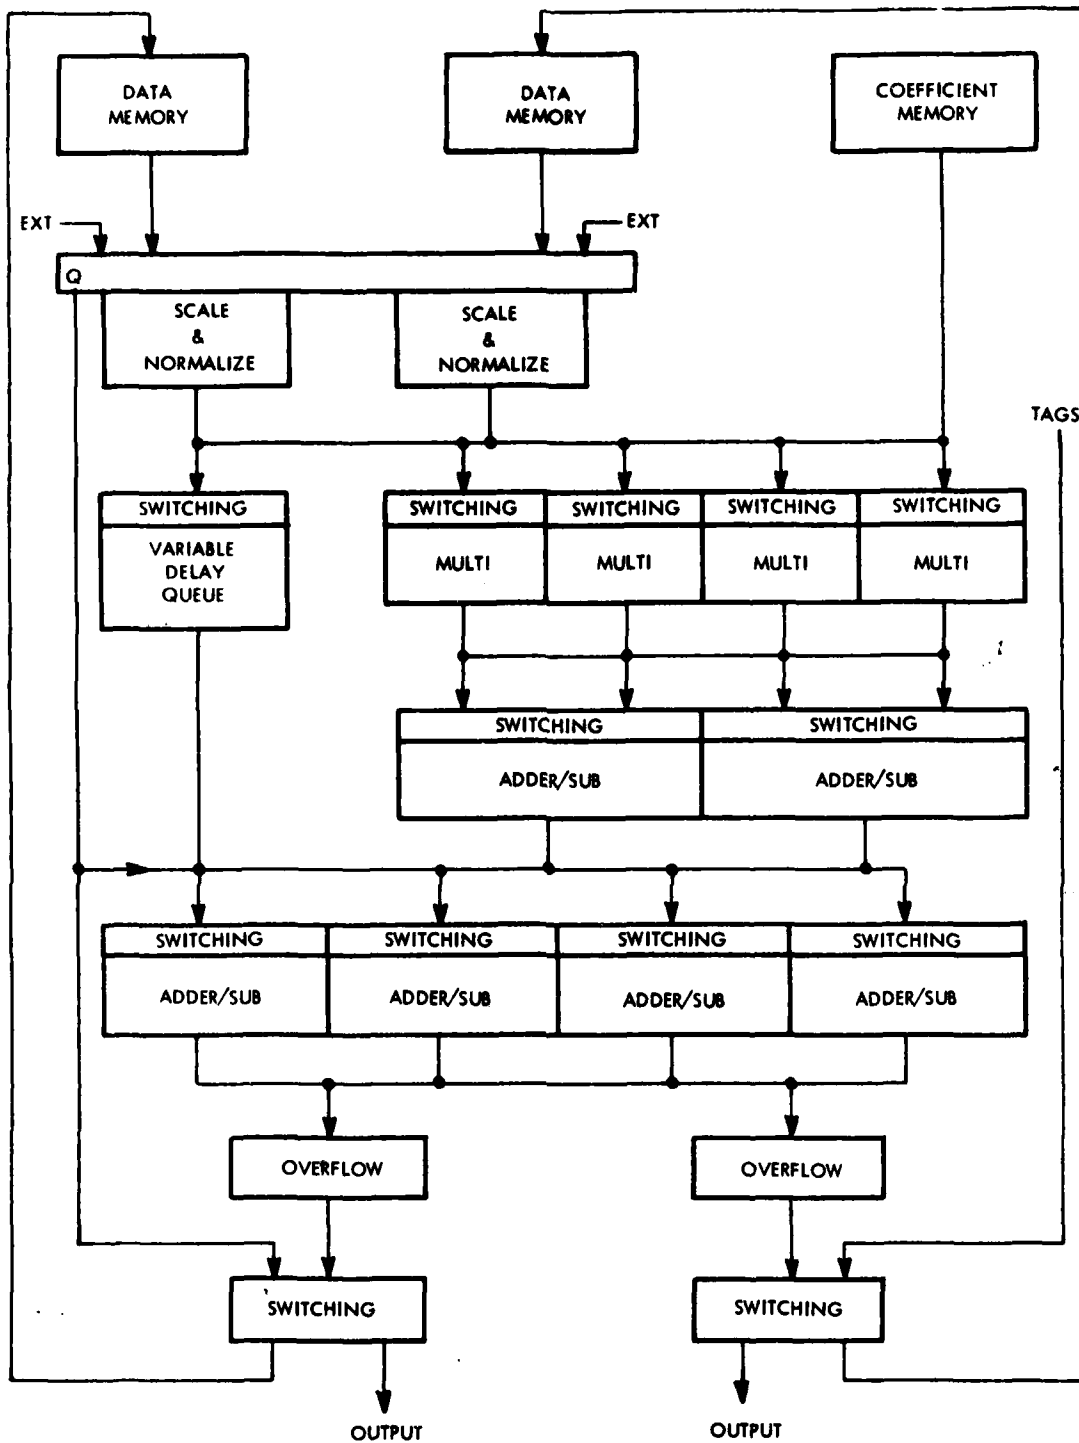 DATA
MEMORY
DATA
MEMORY
COEFFICIENT
MEMORY
EXT
EXT
Q
SCALE
&
NORMALIZE
SCALE
&
NORMALIZE
TAGS
SWITCHING
VARIABLE
DELAY
QUEUE
SWITCHING
MULTI
SWITCHING
MULTI
SWITCHING
MULTI
SWITCHING
MULTI
SWITCHING
ADDER/SUB
SWITCHING
ADDER/SUB
SWITCHING
ADDER/SUB
SWITCHING
ADDER/SUB
SWITCHING
ADDER/SUB
SWITCHING
ADDER/SUB
OVERFLOW
OVERFLOW
SWITCHING
SWITCHING
OUTPUT
OUTPUT